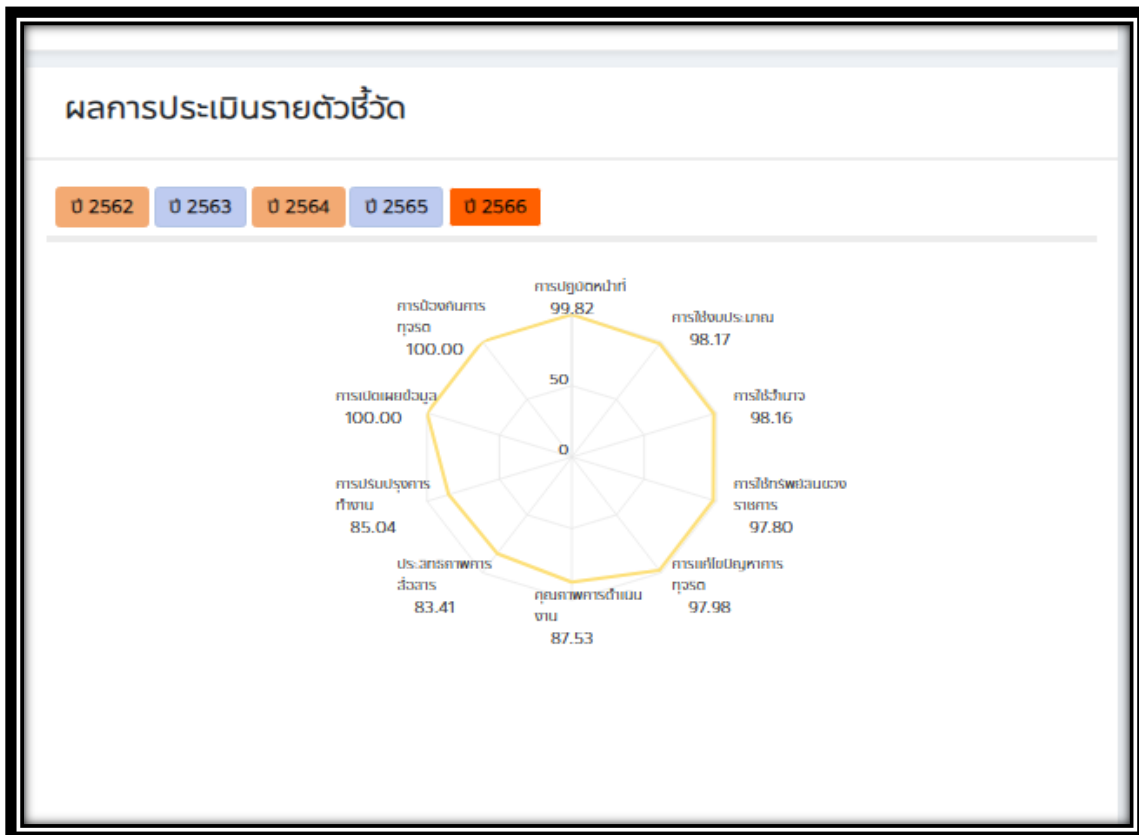 ผลการประเมินรายตัวชี้วัด
ปี 2562 ปี 2563 ปี 2564 ปี 2565 ปี 2566
การปฏิบัติหน้าที่
99.82
การใช้งบประมาณ
98.17
การใช้อำนาจ
98.16
การใช้ทรัพย์สินของ
ราชการ
97.80
การแก้ไขปัญหาการ
ทุจริต
97.98
คุณภาพการดำเนิน
งาน
87.53
ประสิทธิภาพการ
สื่อสาร
83.41
การปรับปรุงการ
ทำงาน
85.04
การเปิดเผยข้อมูล
100.00
การป้องกันการ
ทุจริต
100.00
50
0